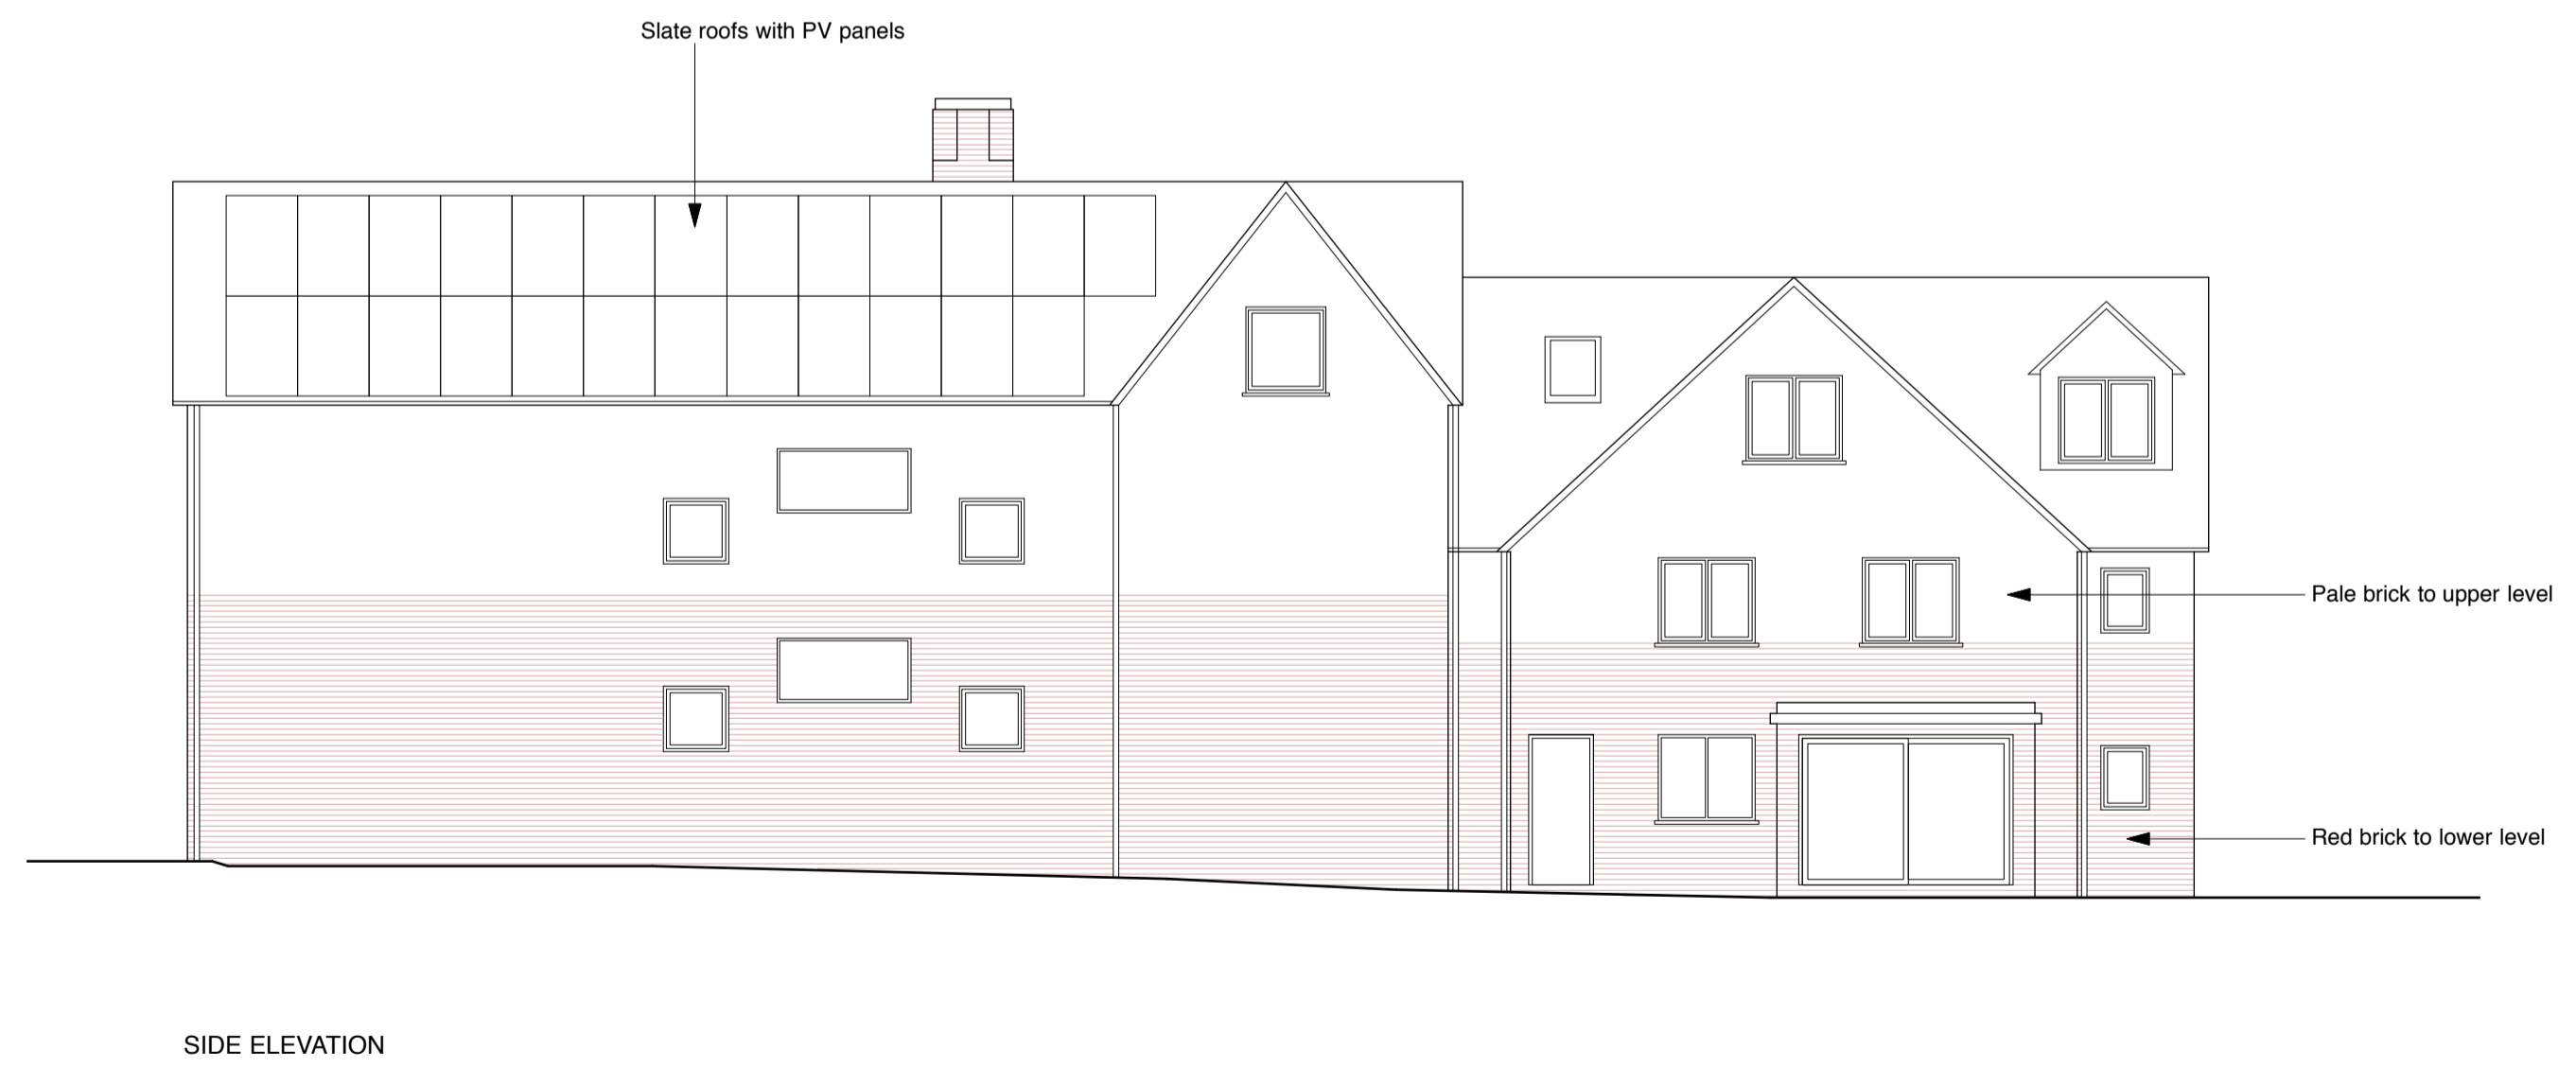 Slate roofs with PV panels
Pale brick to upper level
Red brick to lower level
SIDE ELEVATION